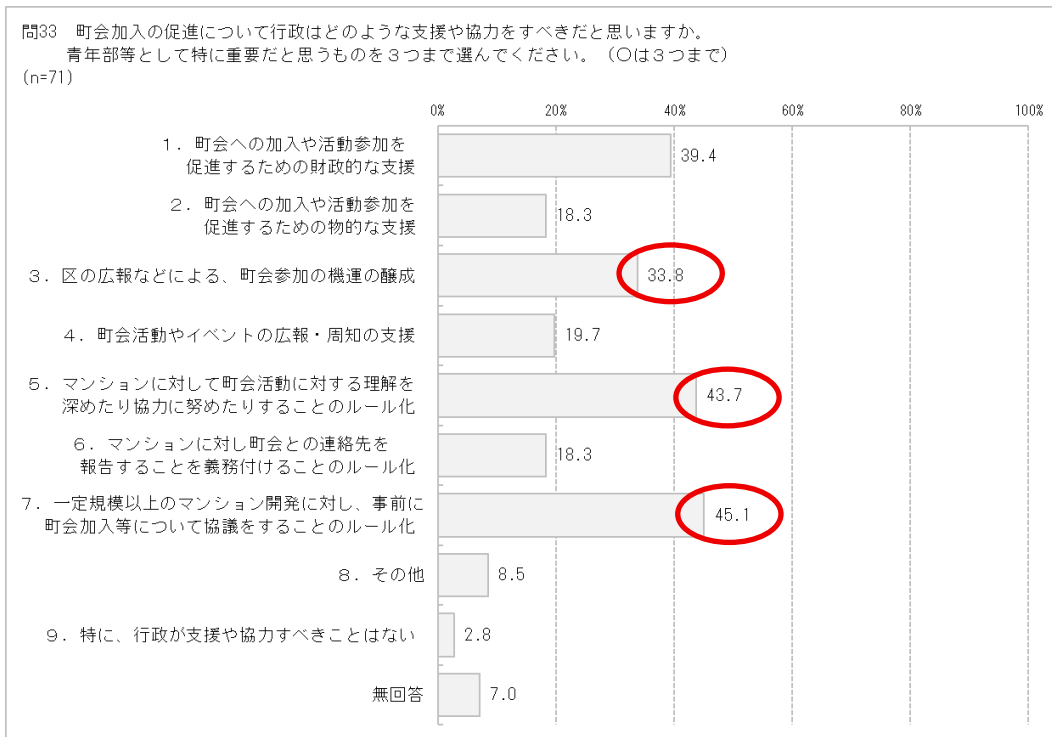 問33　町会加入の促進について行政はどのような支援や協力をすべきだと思いますか。
青年部等として特に重要だと思うものを３つまで選んでください。（〇は３つまで）
(n=71)
0%　20%　40%　60%　80%　100%
１．町会への加入や活動参加を
促進するための財政的な支援
39.4
２．町会への加入や活動参加を
促進するための物的な支援
18.3
３．区の広報などによる、町会参加の機運の醸成
33.8
４．町会活動やイベントの広報・周知の支援
19.7
５．マンションに対して町会活動に対する理解を
深めたり協力に努めたりすることのルール化
43.7
６．マンションに対し町会との連絡先を
報告することを義務付けることのルール化
18.3
７．一定規模以上のマンション開発に対し、事前に
町会加入等について協議をすることのルール化
45.1
８．その他
8.5
９．特に、行政が支援や協力すべきことはない
2.8
無回答
7.0